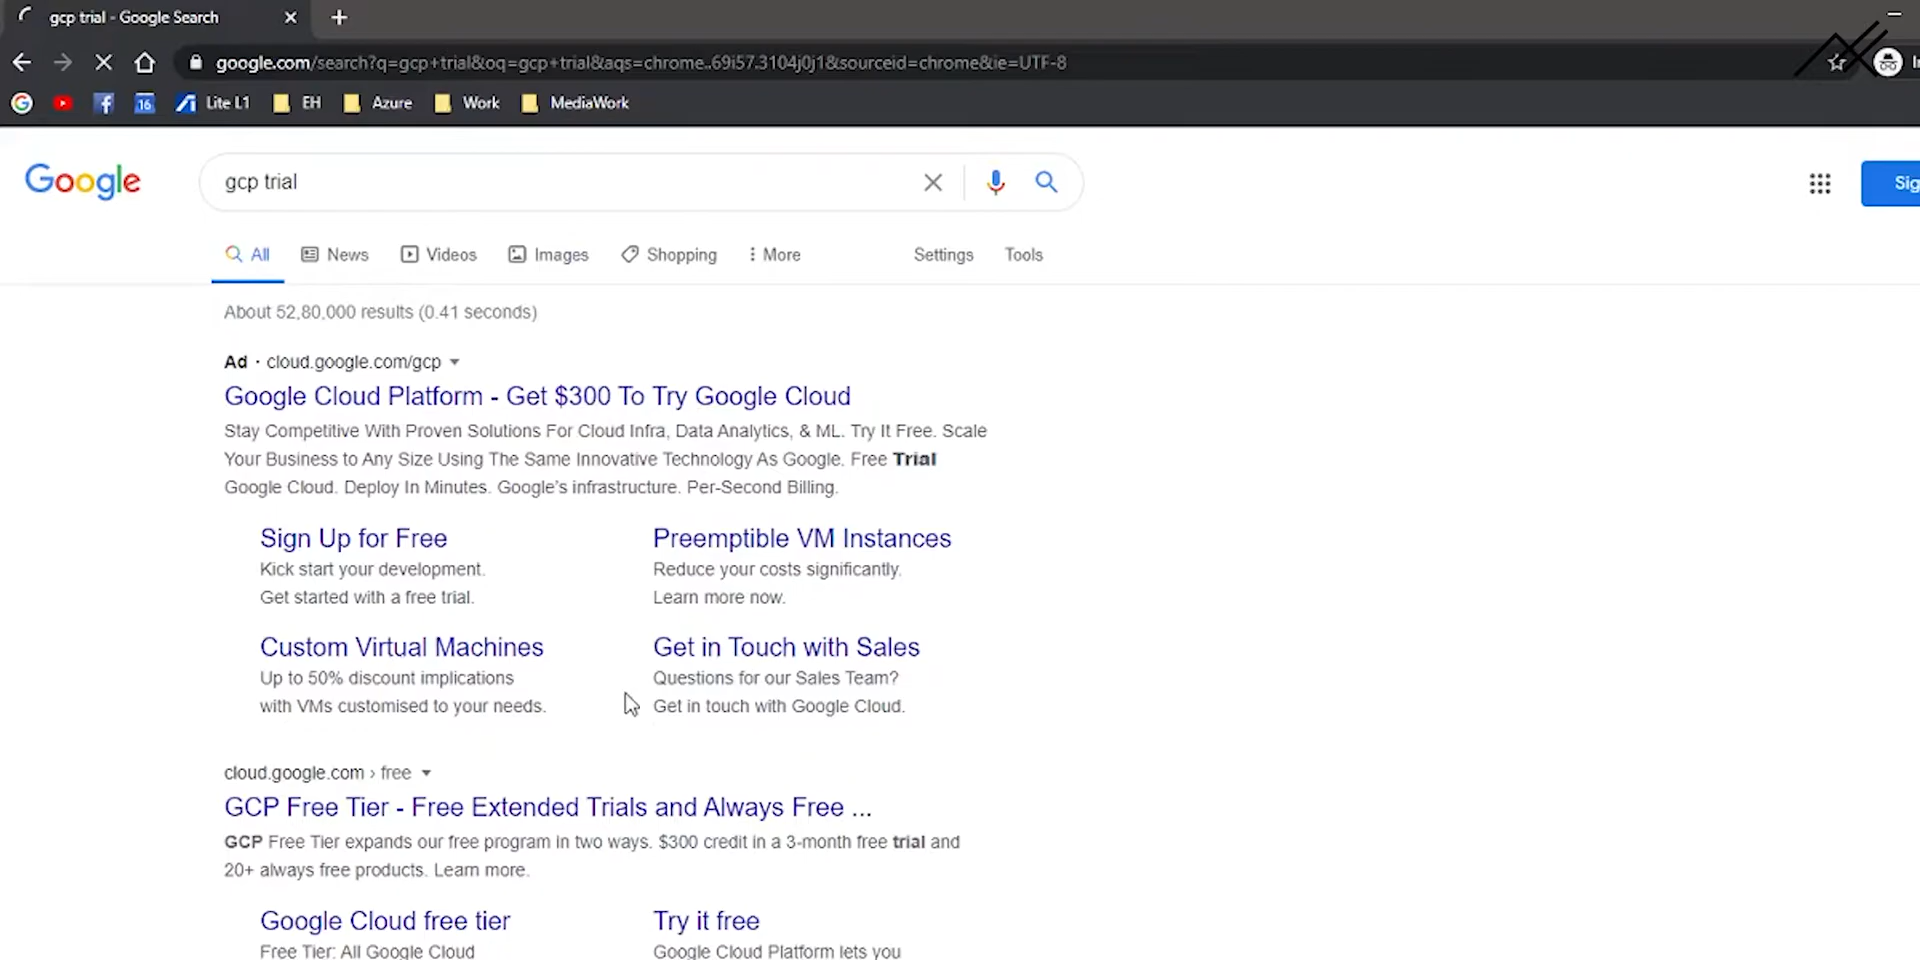 gcp trial - Google Search
google.com/search?q=gcp+trial&oq=gcp+trial&aqs=chrome..69i57.3104j0j1&sourceid=chrome&ie=UTF-8
16 Lite L1 EH Azure Work MediaWork
Google gcp trial Sig
All News Videos Images Shopping More Settings Tools
About 52,80,000 results (0.41 seconds)
Ad · cloud.google.com/gcp
Google Cloud Platform - Get $300 To Try Google Cloud
Stay Competitive With Proven Solutions For Cloud Infra, Data Analytics, & ML. Try It Free. Scale
Your Business to Any Size Using The Same Innovative Technology As Google. Free Trial
Google Cloud. Deploy In Minutes. Google's infrastructure. Per-Second Billing.
Sign Up for Free
Kick start your development.
Get started with a free trial.
Preemptible VM Instances
Reduce your costs significantly.
Learn more now.
Custom Virtual Machines
Up to 50% discount implications
with VMs customised to your needs.
Get in Touch with Sales
Questions for our Sales Team?
Get in touch with Google Cloud.
cloud.google.com › free
GCP Free Tier - Free Extended Trials and Always Free ...
GCP Free Tier expands our free program in two ways. $300 credit in a 3-month free trial and
20+ always free products. Learn more.
Google Cloud free tier
Free Tier: All Google Cloud
Try it free
Google Cloud Platform lets you